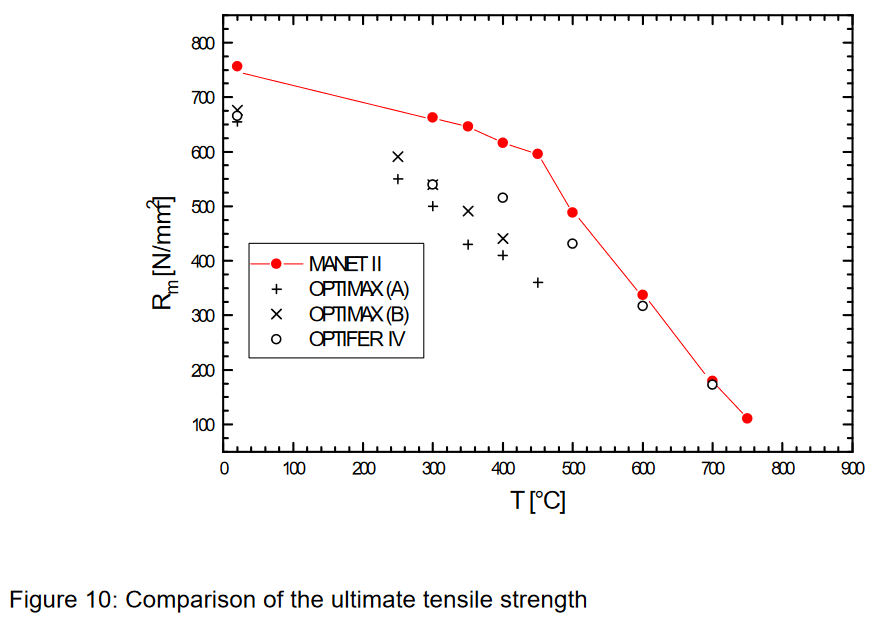 800
700
600
500
400
300
200
100
R_m [N/mm²]
MANET II
OPTIMAX (A)
OPTIMAX (B)
OPTIFER IV
0 100 200 300 400 500 600 700 800 900
T [°C]
Figure 10: Comparison of the ultimate tensile strength